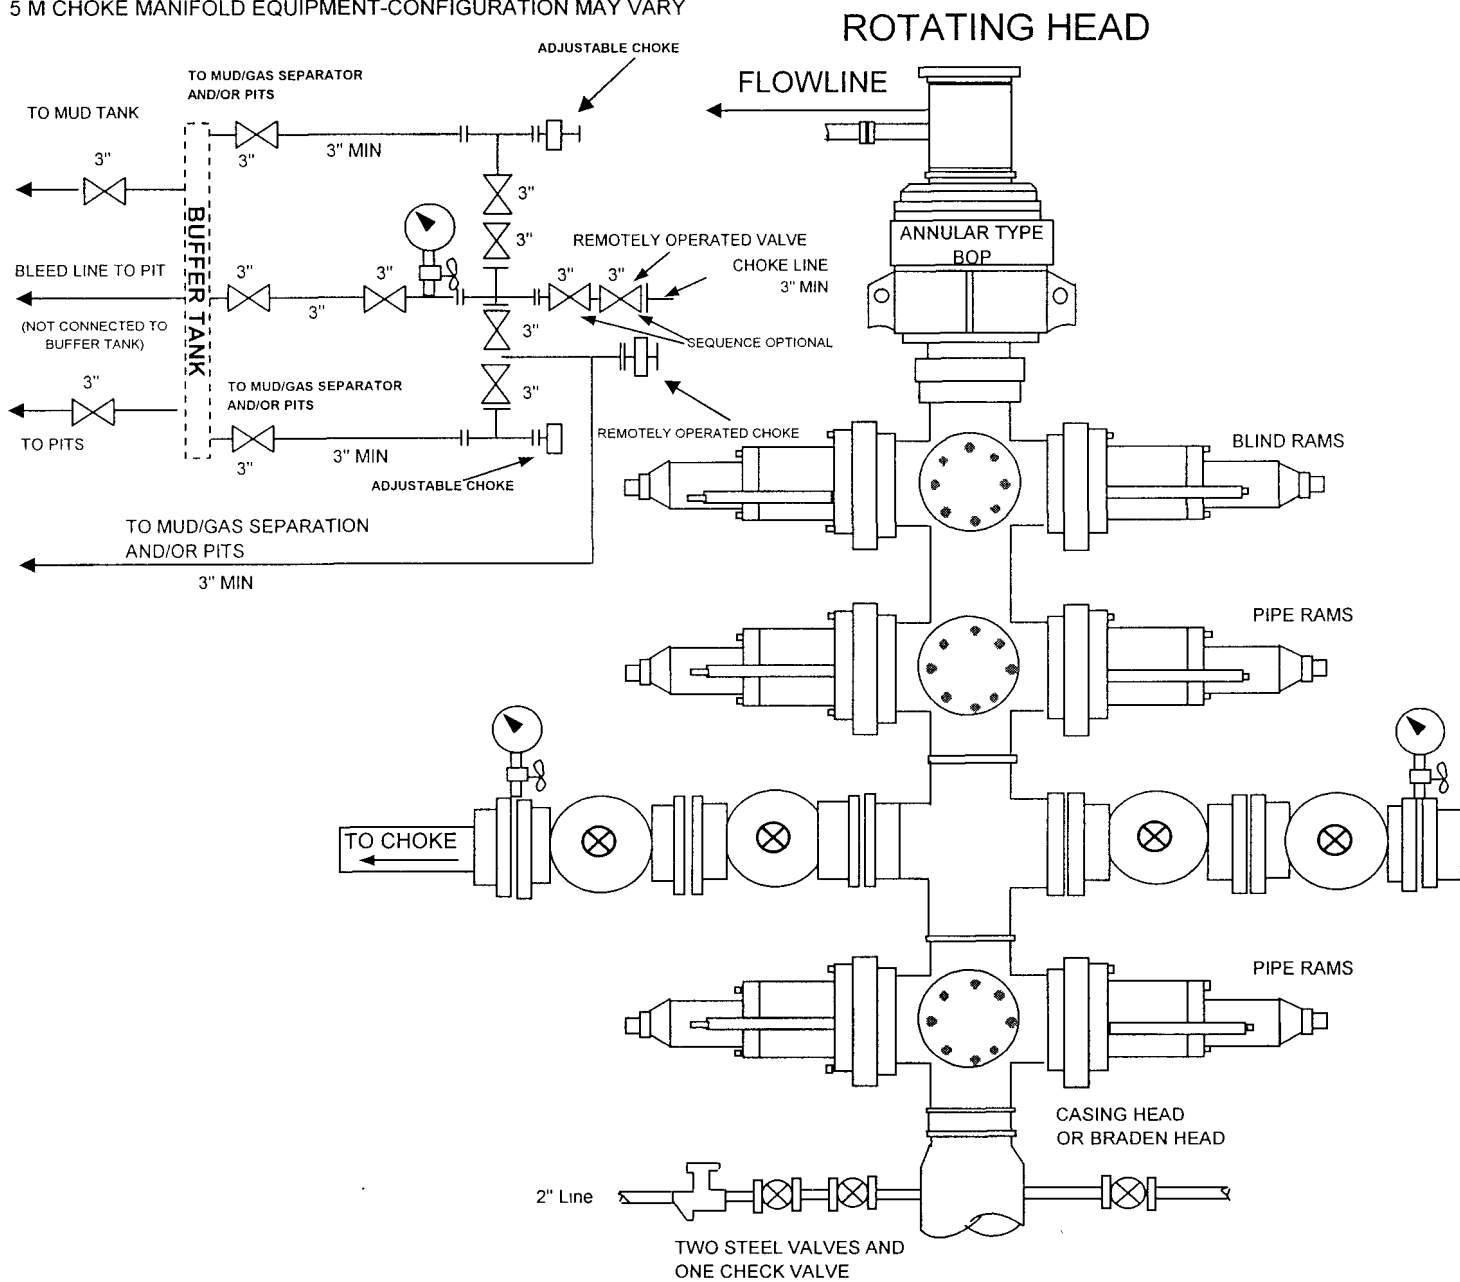 5 M CHOKE MANIFOLD EQUIPMENT-CONFIGURATION MAY VARY
ROTATING HEAD
ADJUSTABLE CHOKE
FLOWLINE
TO MUD/GAS SEPARATOR
AND/OR PITS
TO MUD TANK
3"
3"
3" MIN
3"
3"
BUFFER TANK
ANNULAR TYPE
BOP
REMOTELY OPERATED VALVE
CHOKE LINE
3" MIN
BLEED LINE TO PIT
3"
3"
3"
3"
3"
(NOT CONNECTED TO
BUFFER TANK)
3"
SEQUENCE OPTIONAL
3"
TO MUD/GAS SEPARATOR
AND/OR PITS
3"
TO PITS
3"
3" MIN
REMOTELY OPERATED CHOKE
ADJUSTABLE CHOKE
BLIND RAMS
TO MUD/GAS SEPARATION
AND/OR PITS
3" MIN
PIPE RAMS
TO CHOKE
PIPE RAMS
CASING HEAD
OR BRADEN HEAD
2" Line
TWO STEEL VALVES AND
ONE CHECK VALVE